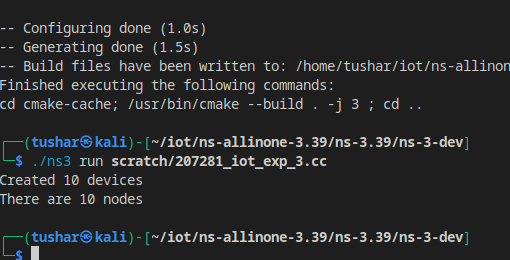 -- Configuring done (1.0s)
-- Generating done (1.5s)
-- Build files have been written to: /home/tushar/iot/ns-allinon
Finished executing the following commands:
cd cmake-cache; /usr/bin/cmake --build . -j 3 ; cd ..
┌──(tushar㉿kali)-[~/iot/ns-allinone-3.39/ns-3.39/ns-3-dev]
└─$ ./ns3 run scratch/207281_iot_exp_3.cc
Created 10 devices
There are 10 nodes
┌──(tushar㉿kali)-[~/iot/ns-allinone-3.39/ns-3.39/ns-3-dev]
└─$